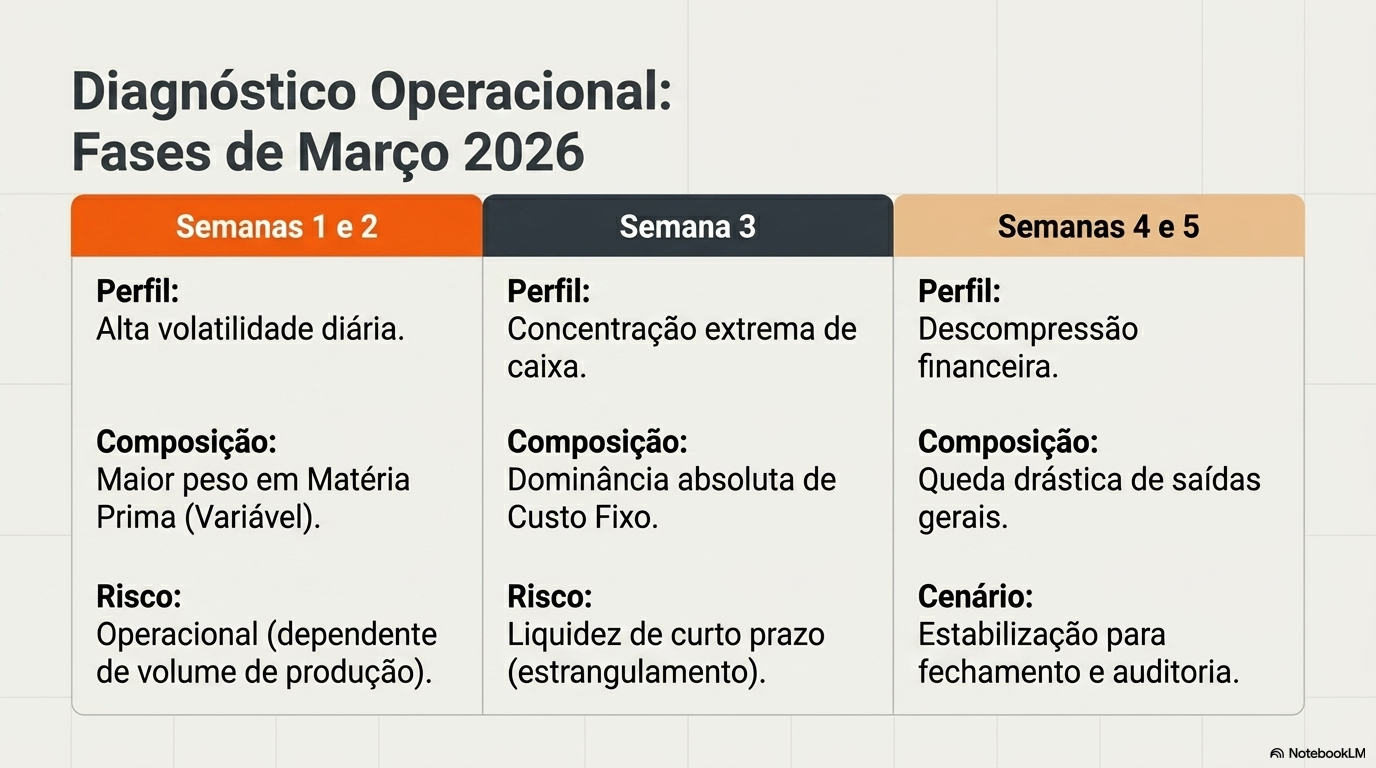 Diagnóstico Operacional:
Fases de Março 2026
Semanas 1 e 2
Perfil:
Alta volatilidade diária.
Composição:
Maior peso em Matéria
Prima (Variável).
Risco:
Operacional (dependente
de volume de produção).
Semana 3
Perfil:
Concentração extrema de
caixa.
Composição:
Dominância absoluta de
Custo Fixo.
Risco:
Liquidez de curto prazo
(estrangulamento).
Semanas 4 e 5
Perfil:
Descompressão
financeira.
Composição:
Queda drástica de saídas
gerais.
Cenário:
Estabilização para
fechamento e auditoria.
NotebookLM